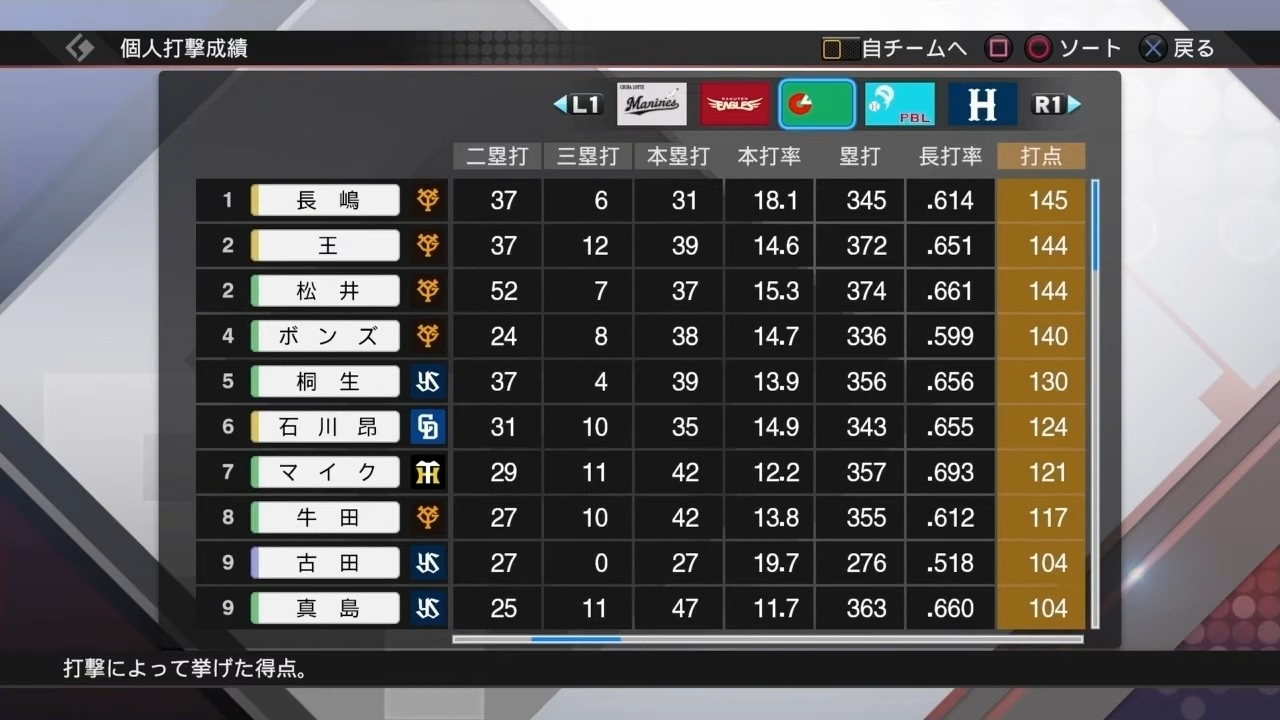 個人打撃成績 自チームへ ソート 戻る
L1 CHIBA LOTTE Marines RAKUTEN EAGLES C PBL H R1
二塁打 三塁打 本塁打 本打率 塁打 長打率 打点
1 長嶋 37 6 31 18.1 345 .614 145
2 王 37 12 39 14.6 372 .651 144
2 松井 52 7 37 15.3 374 .661 144
4 ボンズ 24 8 38 14.7 336 .599 140
5 桐生 YS 37 4 39 13.9 356 .656 130
6 石川昂 CD 31 10 35 14.9 343 .655 124
7 マイク 29 11 42 12.2 357 .693 121
8 牛田 27 10 42 13.8 355 .612 117
9 古田 YS 27 0 27 19.7 276 .518 104
9 真島 YS 25 11 47 11.7 363 .660 104
打撃によって挙げた得点。